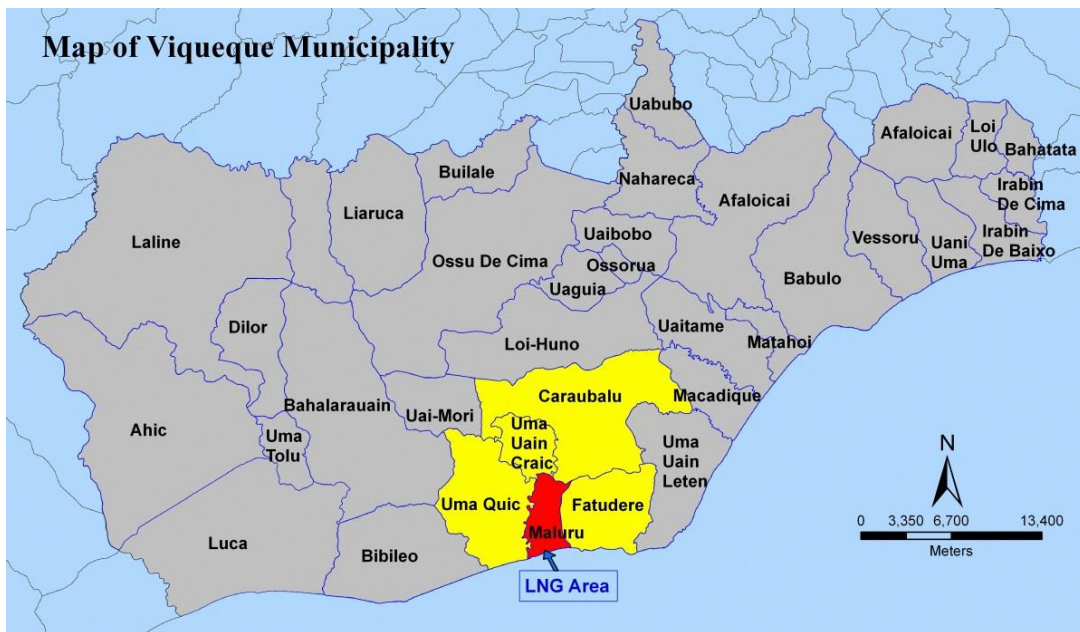 Map of Viqueque Municipality
Uabubo
Afaloicai
Loi
Ulo
Bahatata
Builale
Nahareca
Irabin
De Cima
Liaruca
Afaloicai
Laline
Uaibobo
Vessoru
Uani
Uma
Irabin
De Baixo
Ossu De Cima
Ossorua
Babulo
Uaguia
Dilor
Uaitame
Matahoi
Loi-Huno
Caraubalu
Macadique
Bahalarauain
Uai-Mori
Ahic
Uma
Tolu
Uma
Uain
Craic
Uma
Uain
Leten
Uma Quic
Fatudere
Maluru
Luca
Bibileo
LNG Area
N
0 3,350 6,700 13,400
Meters